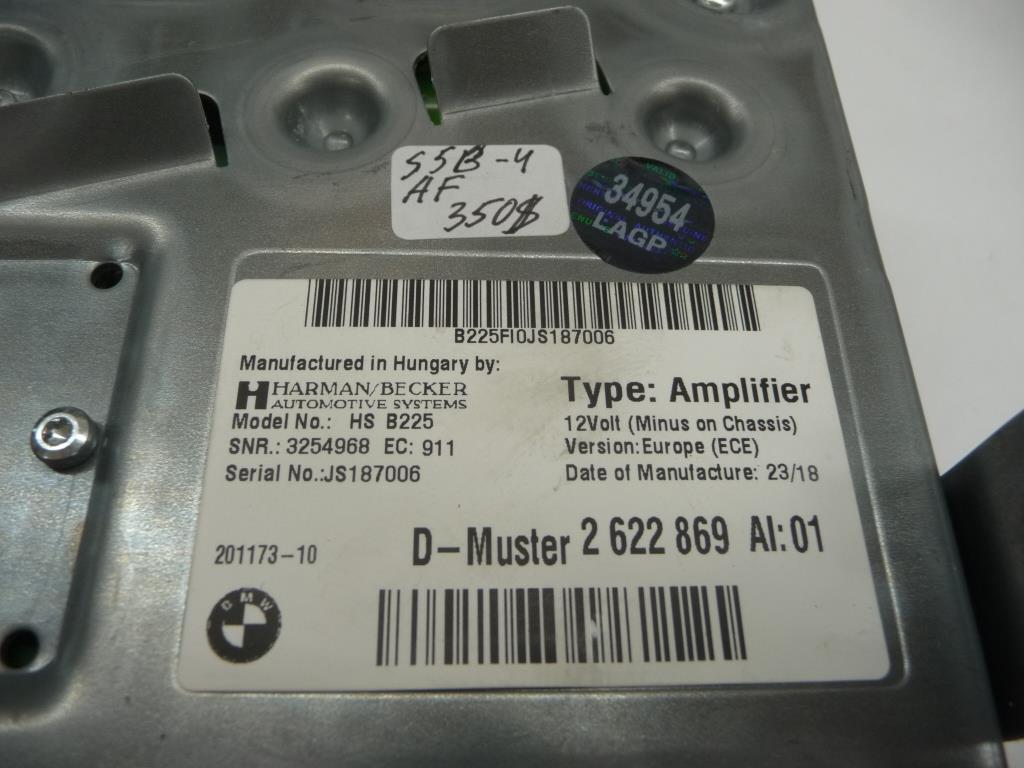 S5B-4
AF
350$
VALID
34954
LAGP
B225FI0JS187006
Manufactured in Hungary by:
HARMAN/BECKER
AUTOMOTIVE SYSTEMS
Model No.: HS B225
SNR.: 3254968 EC: 911
Serial No.:JS187006
Type: Amplifier
12Volt (Minus on Chassis)
Version:Europe (ECE)
Date of Manufacture: 23/18
201173-10
D-Muster 2 622 869 AI:01
BMW